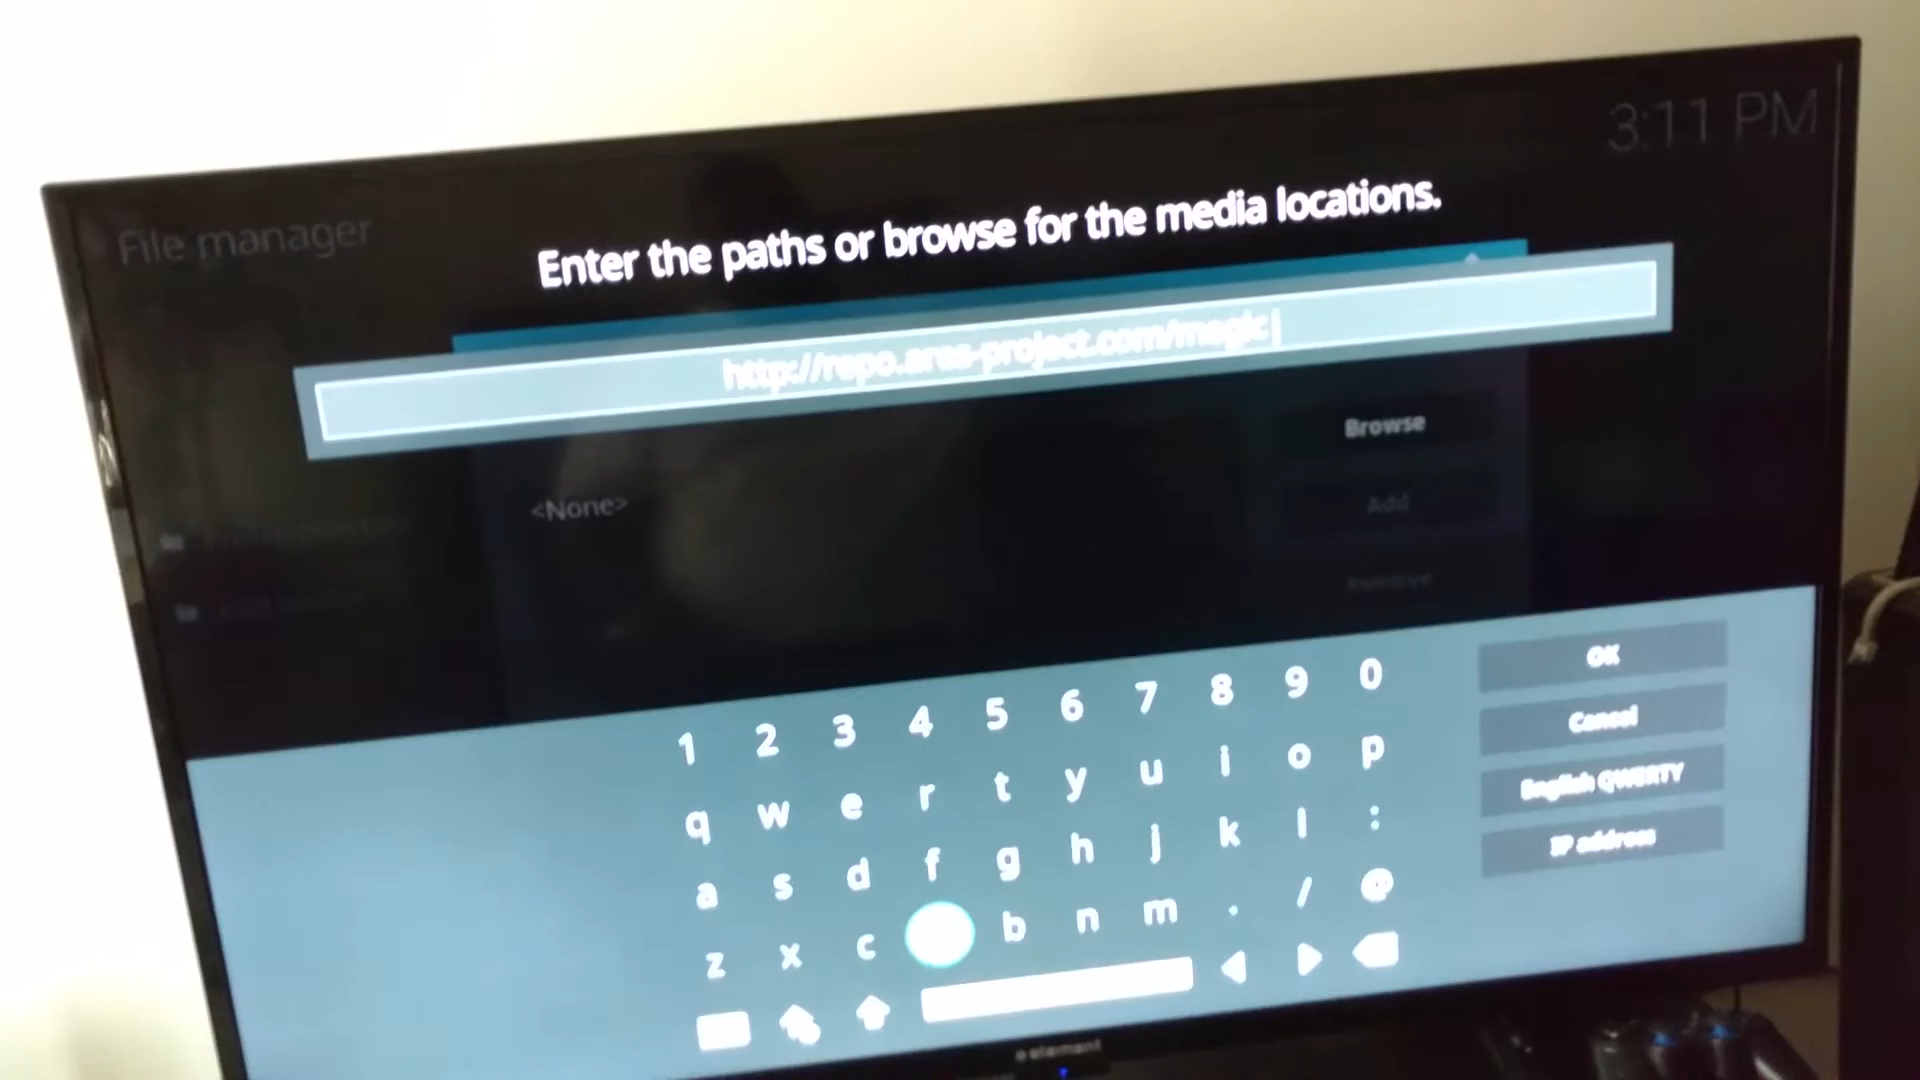 3:11 PM
File manager
Enter the paths or browse for the media locations.
http://repo.ares-project.com/magic
Browse
<None>
Add
Remove
1 2 3 4 5 6 7 8 9 0
q w e r t y u i o p
a s d f g h j k l :
z x c b n m . / @
OK
Cancel
English QWERTY
IP address
element